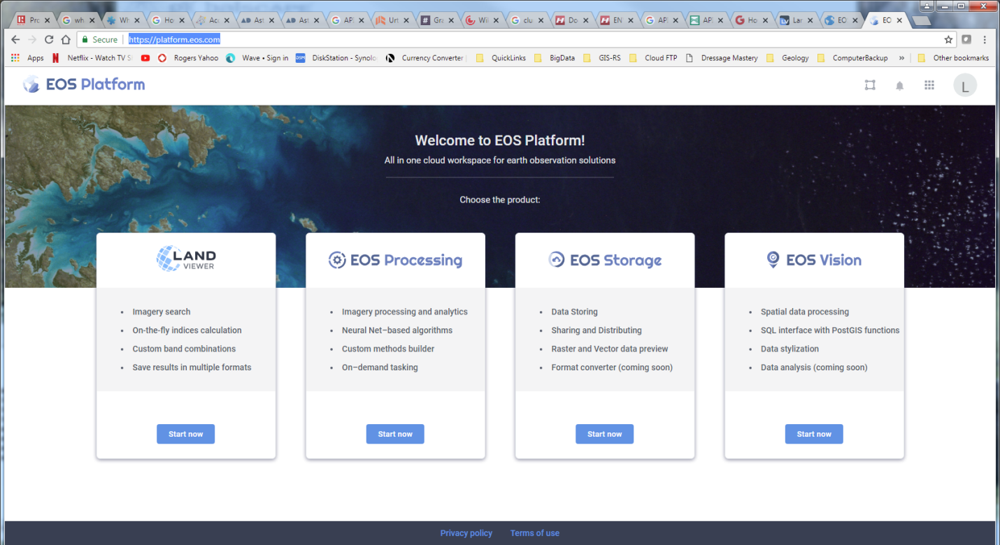 Pro
wh
Wh
Ho
Acc
Ast
Ast
API
Urt
Gra
Wil
clu
Do
EN
API
API
Ho
Lan
EO
EO
Secure
https://platform.eos.com
Apps
Netflix - Watch TV S
Rogers Yahoo
Wave • Sign in
DiskStation - Synolo
Currency Converter
QuickLinks
BigData
GIS-RS
Cloud FTP
Dressage Mastery
Geology
ComputerBackup
»
Other bookmarks
EOS Platform
L
Welcome to EOS Platform!
All in one cloud workspace for earth observation solutions
Choose the product:
LAND
VIEWER
• Imagery search
• On-the-fly indices calculation
• Custom band combinations
• Save results in multiple formats
Start now
EOS Processing
• Imagery processing and analytics
• Neural Net–based algorithms
• Custom methods builder
• On–demand tasking
Start now
EOS Storage
• Data Storing
• Sharing and Distributing
• Raster and Vector data preview
• Format converter (coming soon)
Start now
EOS Vision
• Spatial data processing
• SQL interface with PostGIS functions
• Data stylization
• Data analysis (coming soon)
Start now
Privacy policy
Terms of use